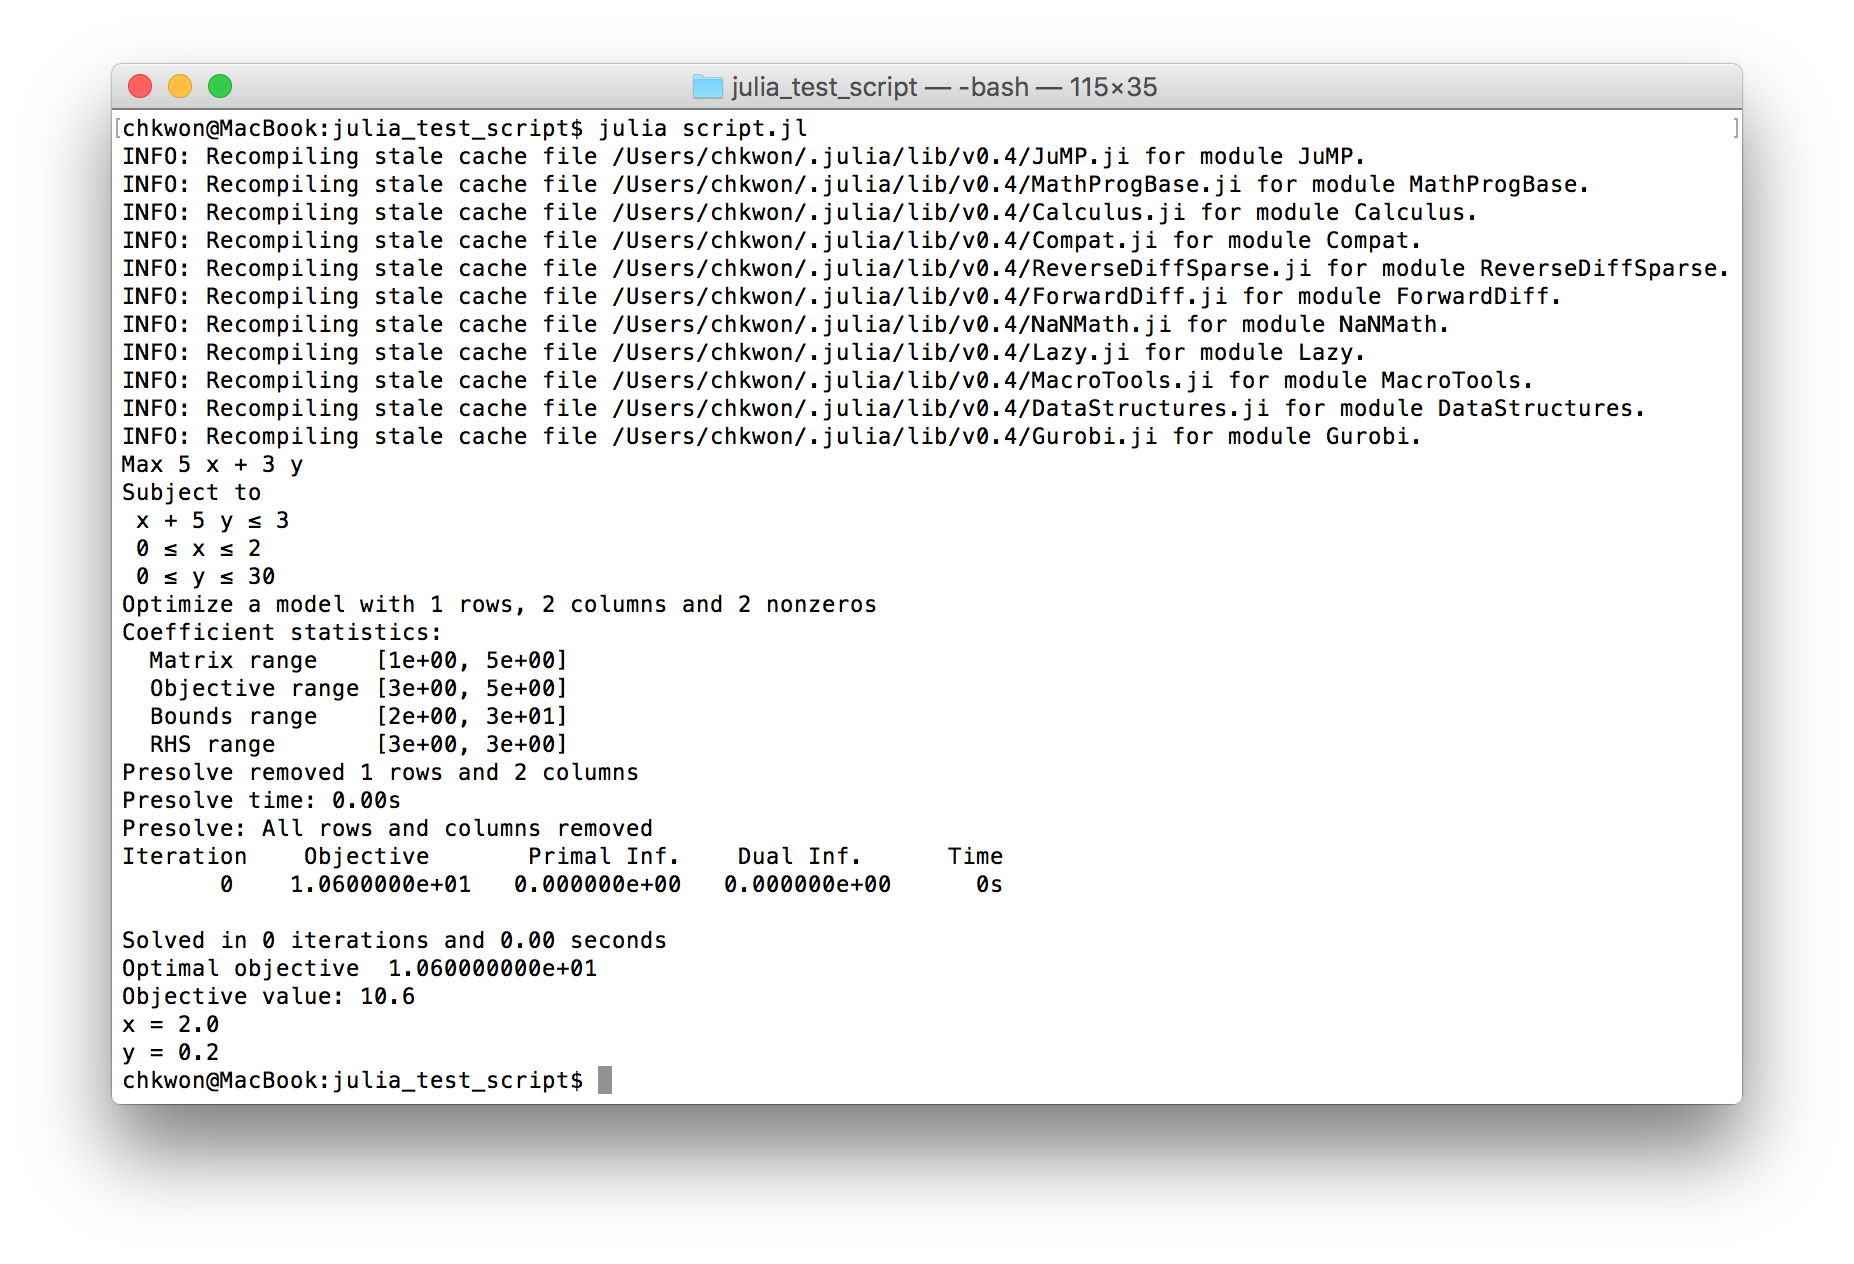 julia_test_script — -bash — 115×35
[chkwon@MacBook:julia_test_script$ julia script.jl ]
INFO: Recompiling stale cache file /Users/chkwon/.julia/lib/v0.4/JuMP.ji for module JuMP.
INFO: Recompiling stale cache file /Users/chkwon/.julia/lib/v0.4/MathProgBase.ji for module MathProgBase.
INFO: Recompiling stale cache file /Users/chkwon/.julia/lib/v0.4/Calculus.ji for module Calculus.
INFO: Recompiling stale cache file /Users/chkwon/.julia/lib/v0.4/Compat.ji for module Compat.
INFO: Recompiling stale cache file /Users/chkwon/.julia/lib/v0.4/ReverseDiffSparse.ji for module ReverseDiffSparse.
INFO: Recompiling stale cache file /Users/chkwon/.julia/lib/v0.4/ForwardDiff.ji for module ForwardDiff.
INFO: Recompiling stale cache file /Users/chkwon/.julia/lib/v0.4/NaNMath.ji for module NaNMath.
INFO: Recompiling stale cache file /Users/chkwon/.julia/lib/v0.4/Lazy.ji for module Lazy.
INFO: Recompiling stale cache file /Users/chkwon/.julia/lib/v0.4/MacroTools.ji for module MacroTools.
INFO: Recompiling stale cache file /Users/chkwon/.julia/lib/v0.4/DataStructures.ji for module DataStructures.
INFO: Recompiling stale cache file /Users/chkwon/.julia/lib/v0.4/Gurobi.ji for module Gurobi.
Max 5 x + 3 y
Subject to
 x + 5 y ≤ 3
 0 ≤ x ≤ 2
 0 ≤ y ≤ 30
Optimize a model with 1 rows, 2 columns and 2 nonzeros
Coefficient statistics:
  Matrix range    [1e+00, 5e+00]
  Objective range [3e+00, 5e+00]
  Bounds range    [2e+00, 3e+01]
  RHS range       [3e+00, 3e+00]
Presolve removed 1 rows and 2 columns
Presolve time: 0.00s
Presolve: All rows and columns removed
Iteration    Objective       Primal Inf.    Dual Inf.      Time
       0    1.0600000e+01   0.000000e+00   0.000000e+00      0s
Solved in 0 iterations and 0.00 seconds
Optimal objective  1.060000000e+01
Objective value: 10.6
x = 2.0
y = 0.2
chkwon@MacBook:julia_test_script$